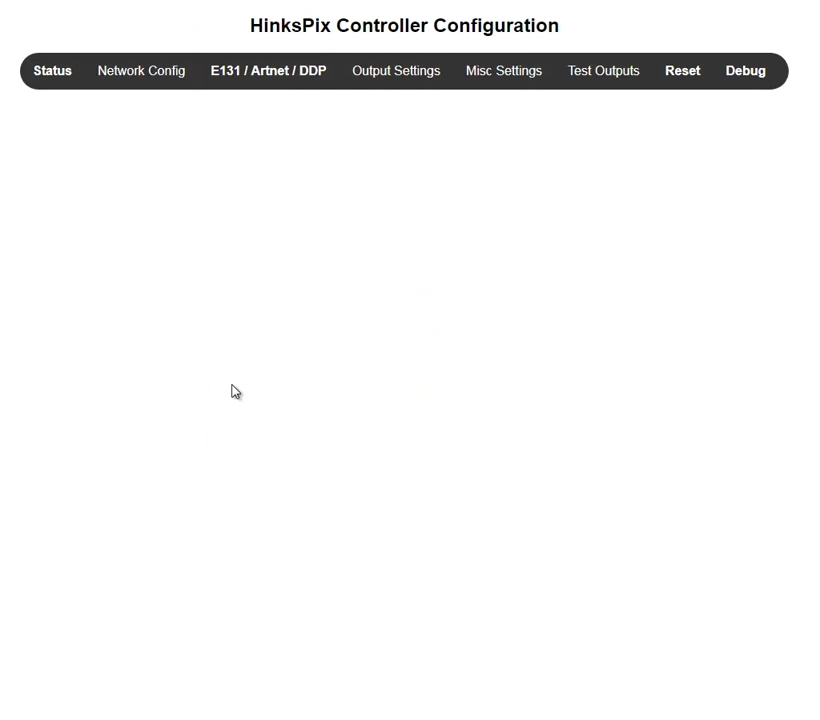 HinksPix Controller Configuration
Status Network Config E131 / Artnet / DDP Output Settings Misc Settings Test Outputs Reset Debug